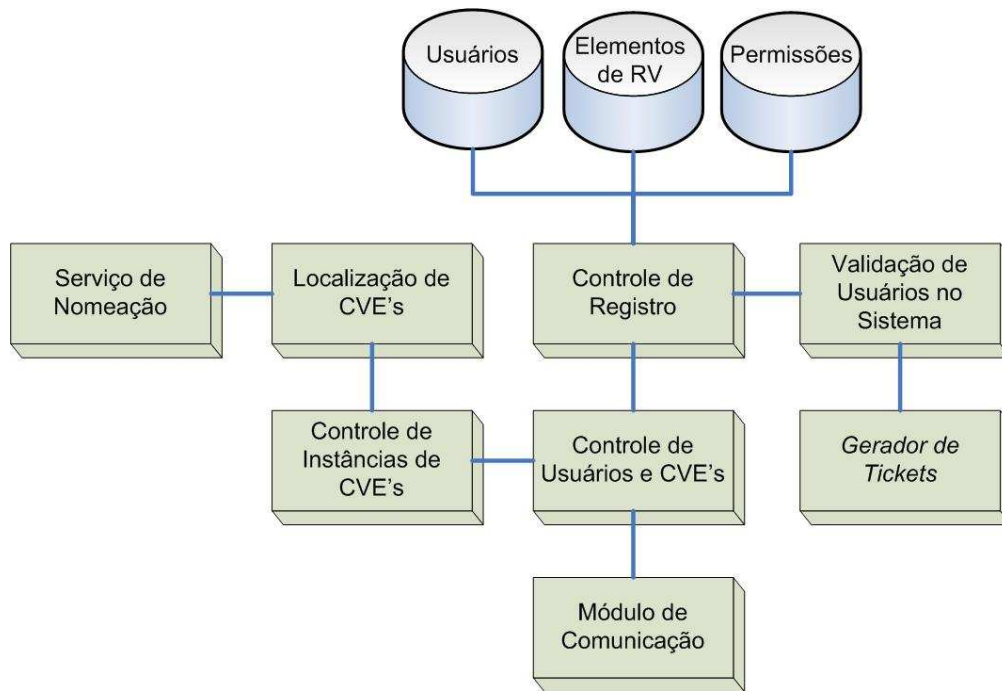 Usuários
Elementos
de RV
Permissões
Serviço de
Nomeação
Localização de
CVE's
Controle de
Registro
Validação de
Usuários no
Sistema
Controle de
Instâncias de
CVE's
Controle de
Usuários e CVE's
Gerador de
Tickets
Módulo de
Comunicação